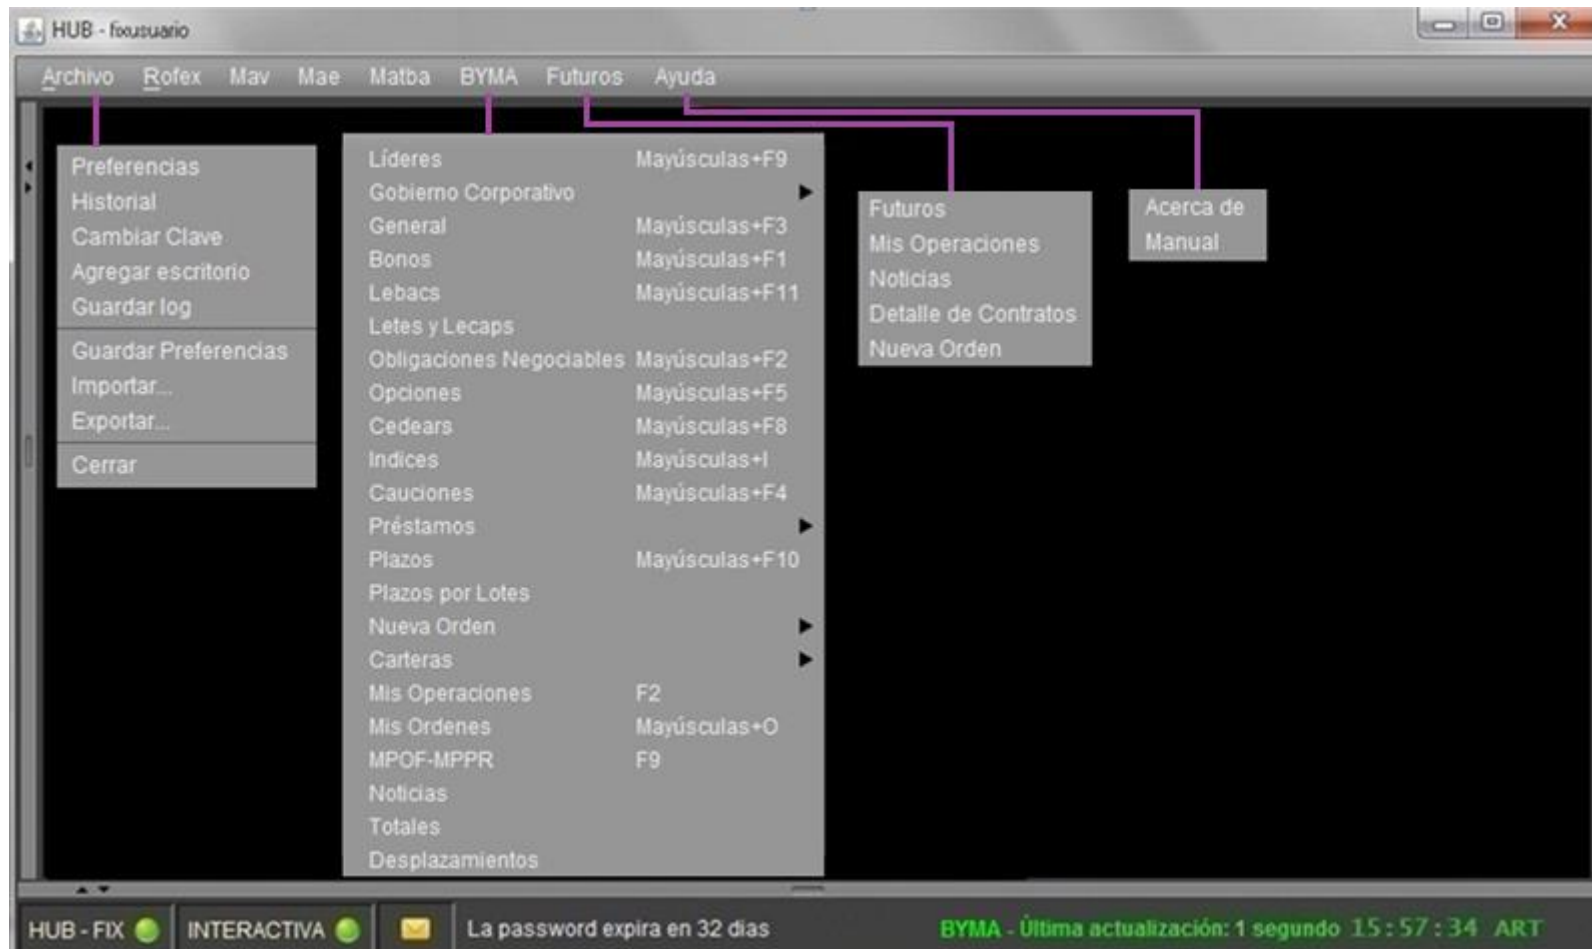 HUB - fixusuario
Archivo Rofex Mav Mae Matba BYMA Futuros Ayuda
Preferencias
Historial
Cambiar Clave
Agregar escritorio
Guardar log
Guardar Preferencias
Importar...
Exportar...
Cerrar
Líderes Mayúsculas+F9
Gobierno Corporativo
General Mayúsculas+F3
Bonos Mayúsculas+F1
Lebacs Mayúsculas+F11
Letes y Lecaps
Obligaciones Negociables Mayúsculas+F2
Opciones Mayúsculas+F5
Cedears Mayúsculas+F8
Indices Mayúsculas+I
Cauciones Mayúsculas+F4
Préstamos
Plazos Mayúsculas+F10
Plazos por Lotes
Nueva Orden
Carteras
Mis Operaciones F2
Mis Ordenes Mayúsculas+O
MPOF-MPPR F9
Noticias
Totales
Desplazamientos
Futuros
Mis Operaciones
Noticias
Detalle de Contratos
Nueva Orden
Acerca de
Manual
HUB - FIX INTERACTIVA La password expira en 32 dias BYMA - Última actualización: 1 segundo 15:57:34 ART